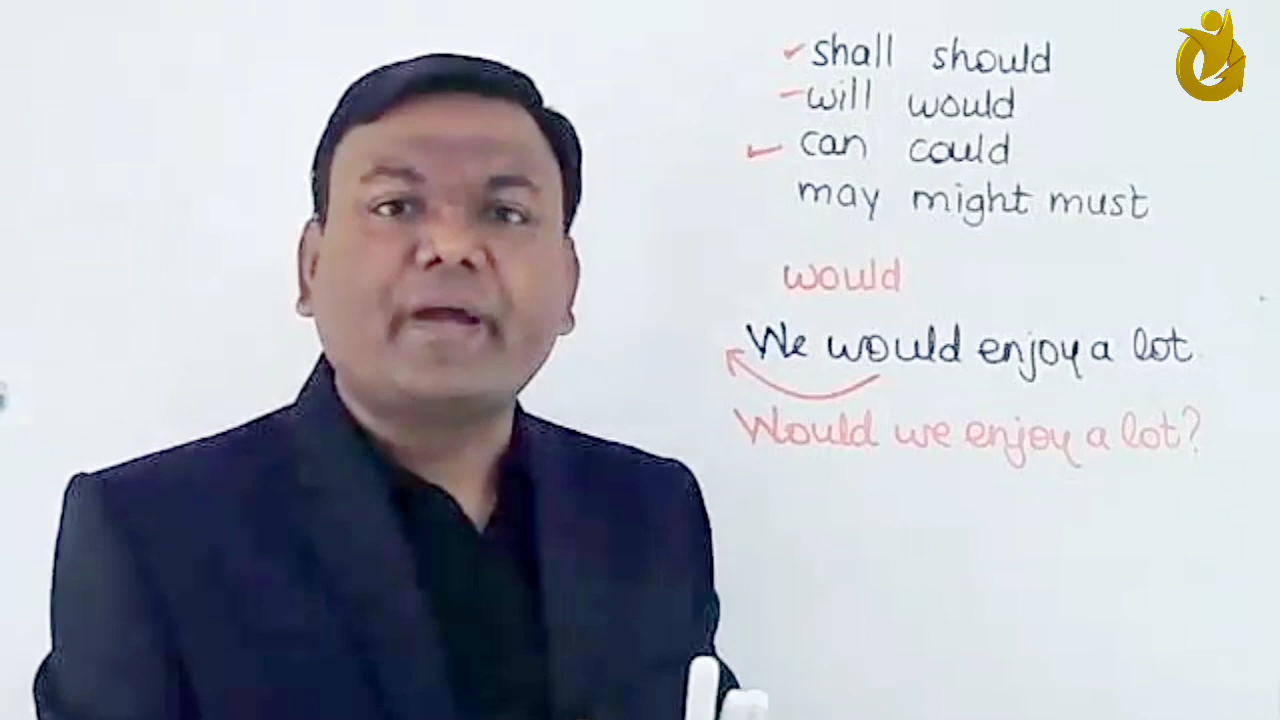 shall should
will would
can could
may might must
would
We would enjoy a lot
Would we enjoy a lot?